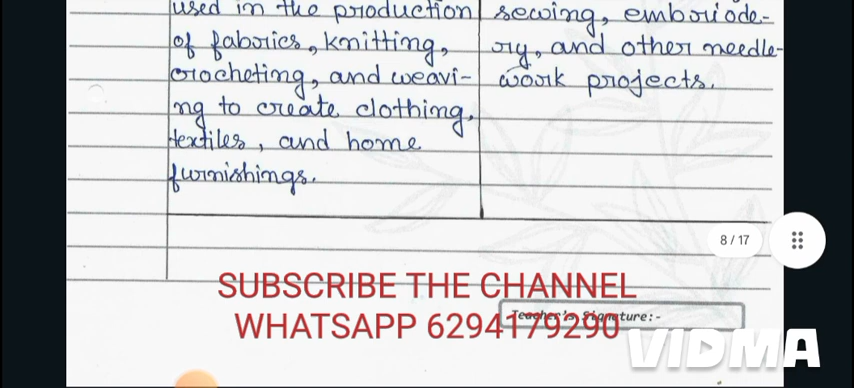 used in the production
of fabrics, knitting,
crocheting, and weavi-
ng to create clothing,
textiles, and home
furnishings.
sewing, embroide-
ry, and other needle-
work projects.
8 / 17
SUBSCRIBE THE CHANNEL
WHATSAPP 6294179290
Teacher's Signature:-
VIDMA